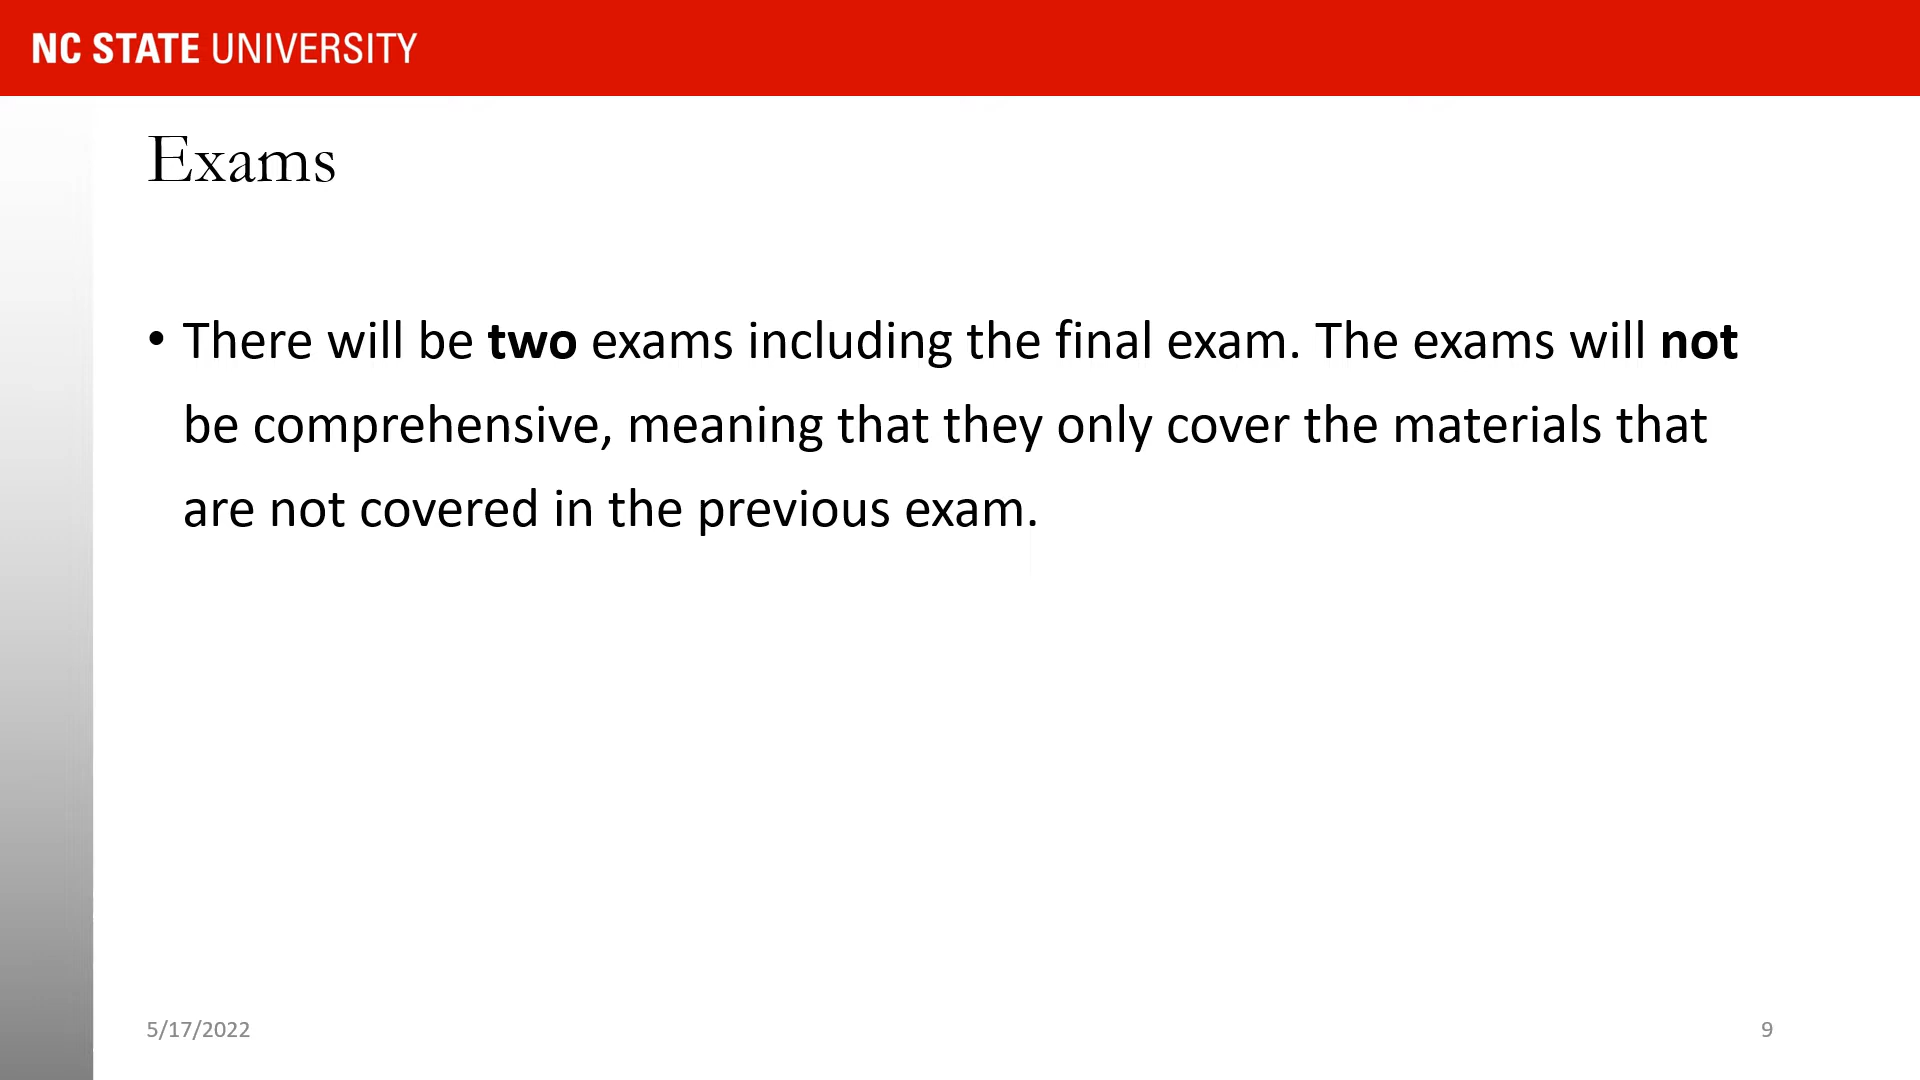 NC STATE UNIVERSITY
Exams
• There will be two exams including the final exam. The exams will not
be comprehensive, meaning that they only cover the materials that
are not covered in the previous exam.
5/17/2022
9